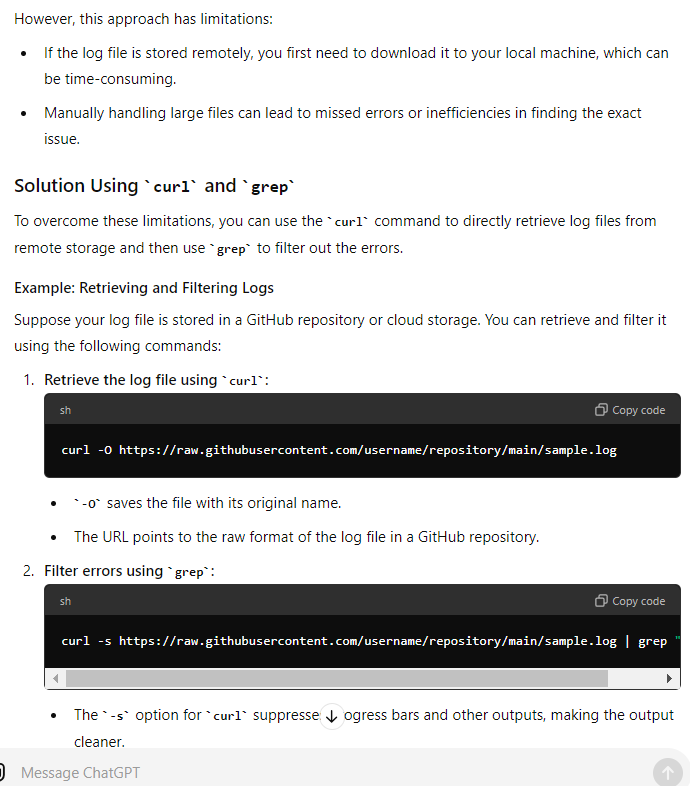 However, this approach has limitations:
If the log file is stored remotely, you first need to download it to your local machine, which can
be time-consuming.
Manually handling large files can lead to missed errors or inefficiencies in finding the exact
issue.
Solution Using `curl` and `grep`
To overcome these limitations, you can use the `curl` command to directly retrieve log files from
remote storage and then use `grep` to filter out the errors.
Example: Retrieving and Filtering Logs
Suppose your log file is stored in a GitHub repository or cloud storage. You can retrieve and filter it
using the following commands:
1. Retrieve the log file using `curl`:
sh
Copy code
curl -O https://raw.githubusercontent.com/username/repository/main/sample.log
`-O` saves the file with its original name.
The URL points to the raw format of the log file in a GitHub repository.
2. Filter errors using `grep`:
sh
Copy code
curl -s https://raw.githubusercontent.com/username/repository/main/sample.log | grep "
The `-s` option for `curl` suppresse ogress bars and other outputs, making the output
cleaner.
Message ChatGPT